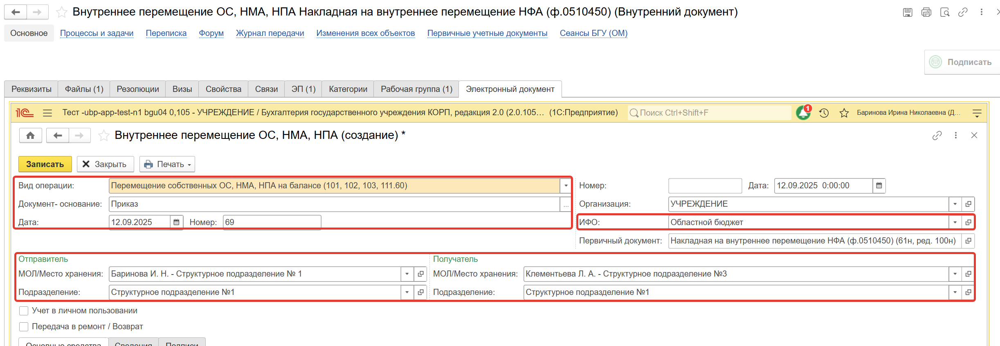 Внутреннее перемещение ОС, НМА, НПА Накладная на внутреннее перемещение НФА (ф.0510450) (Внутренний документ)
Основное Процессы и задачи Переписка Форум Журнал передачи Изменения всех объектов Первичные учетные документы Сеансы БГУ (ОМ)
Подписать
Реквизиты Файлы (1) Резолюции Визы Свойства Связи ЭП (1) Категории Рабочая группа (1) Электронный документ
1С Тест -ubp-app-test-n1 bgu04 0,105 - УЧРЕЖДЕНИЕ / Бухгалтерия государственного учреждения КОРП, редакция 2.0 (2.0.105... (1С:Предприятие) Поиск Ctrl+Shift+F 1 Баринова Ирина Николаевна (Д...
Внутреннее перемещение ОС, НМА, НПА (создание) *
Записать Закрыть Печать
Вид операции: Перемещение собственных ОС, НМА, НПА на балансе (101, 102, 103, 111.60) Номер: Дата: 12.09.2025 0:00:00
Документ- основание: Приказ ... Организация: УЧРЕЖДЕНИЕ
Дата: 12.09.2025 Номер: 69 ИФО: Областной бюджет
Первичный документ: Накладная на внутреннее перемещение НФА (ф.0510450) (61н, ред. 100н)
Отправитель Получатель
МОЛ/Место хранения: Баринова И. Н. - Структурное подразделение № 1 МОЛ/Место хранения: Клементьева Л. А. - Структурное подразделение №3
Подразделение: Структурное подразделение №1 Подразделение: Структурное подразделение №1
Учет в личном пользовании
Передача в ремонт / Возврат
Основные средства Сведения Подписи